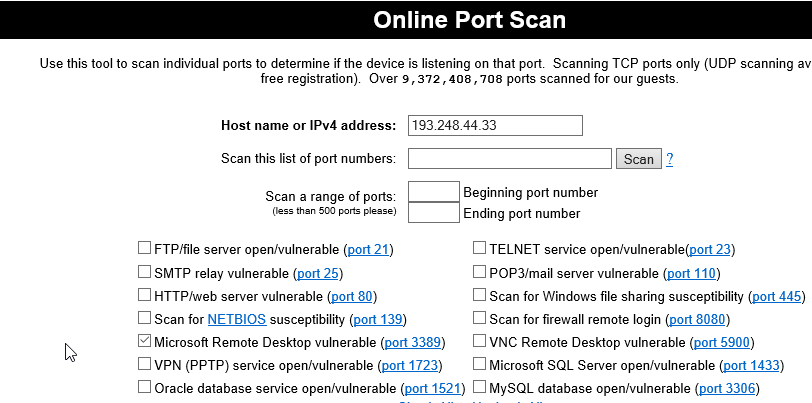 Online Port Scan
Use this tool to scan individual ports to determine if the device is listening on that port.  Scanning TCP ports only (UDP scanning av
free registration).  Over 9,372,408,708 ports scanned for our guests.
Host name or IPv4 address: 193.248.44.33
Scan this list of port numbers: Scan ?
Scan a range of ports: Beginning port number
(less than 500 ports please) Ending port number
FTP/file server open/vulnerable (port 21) TELNET service open/vulnerable(port 23)
SMTP relay vulnerable (port 25) POP3/mail server vulnerable (port 110)
HTTP/web server vulnerable (port 80) Scan for Windows file sharing susceptibility (port 445)
Scan for NETBIOS susceptibility (port 139) Scan for firewall remote login (port 8080)
Microsoft Remote Desktop vulnerable (port 3389) VNC Remote Desktop vulnerable (port 5900)
VPN (PPTP) service open/vulnerable (port 1723) Microsoft SQL Server open/vulnerable (port 1433)
Oracle database service open/vulnerable (port 1521) MySQL database open/vulnerable (port 3306)